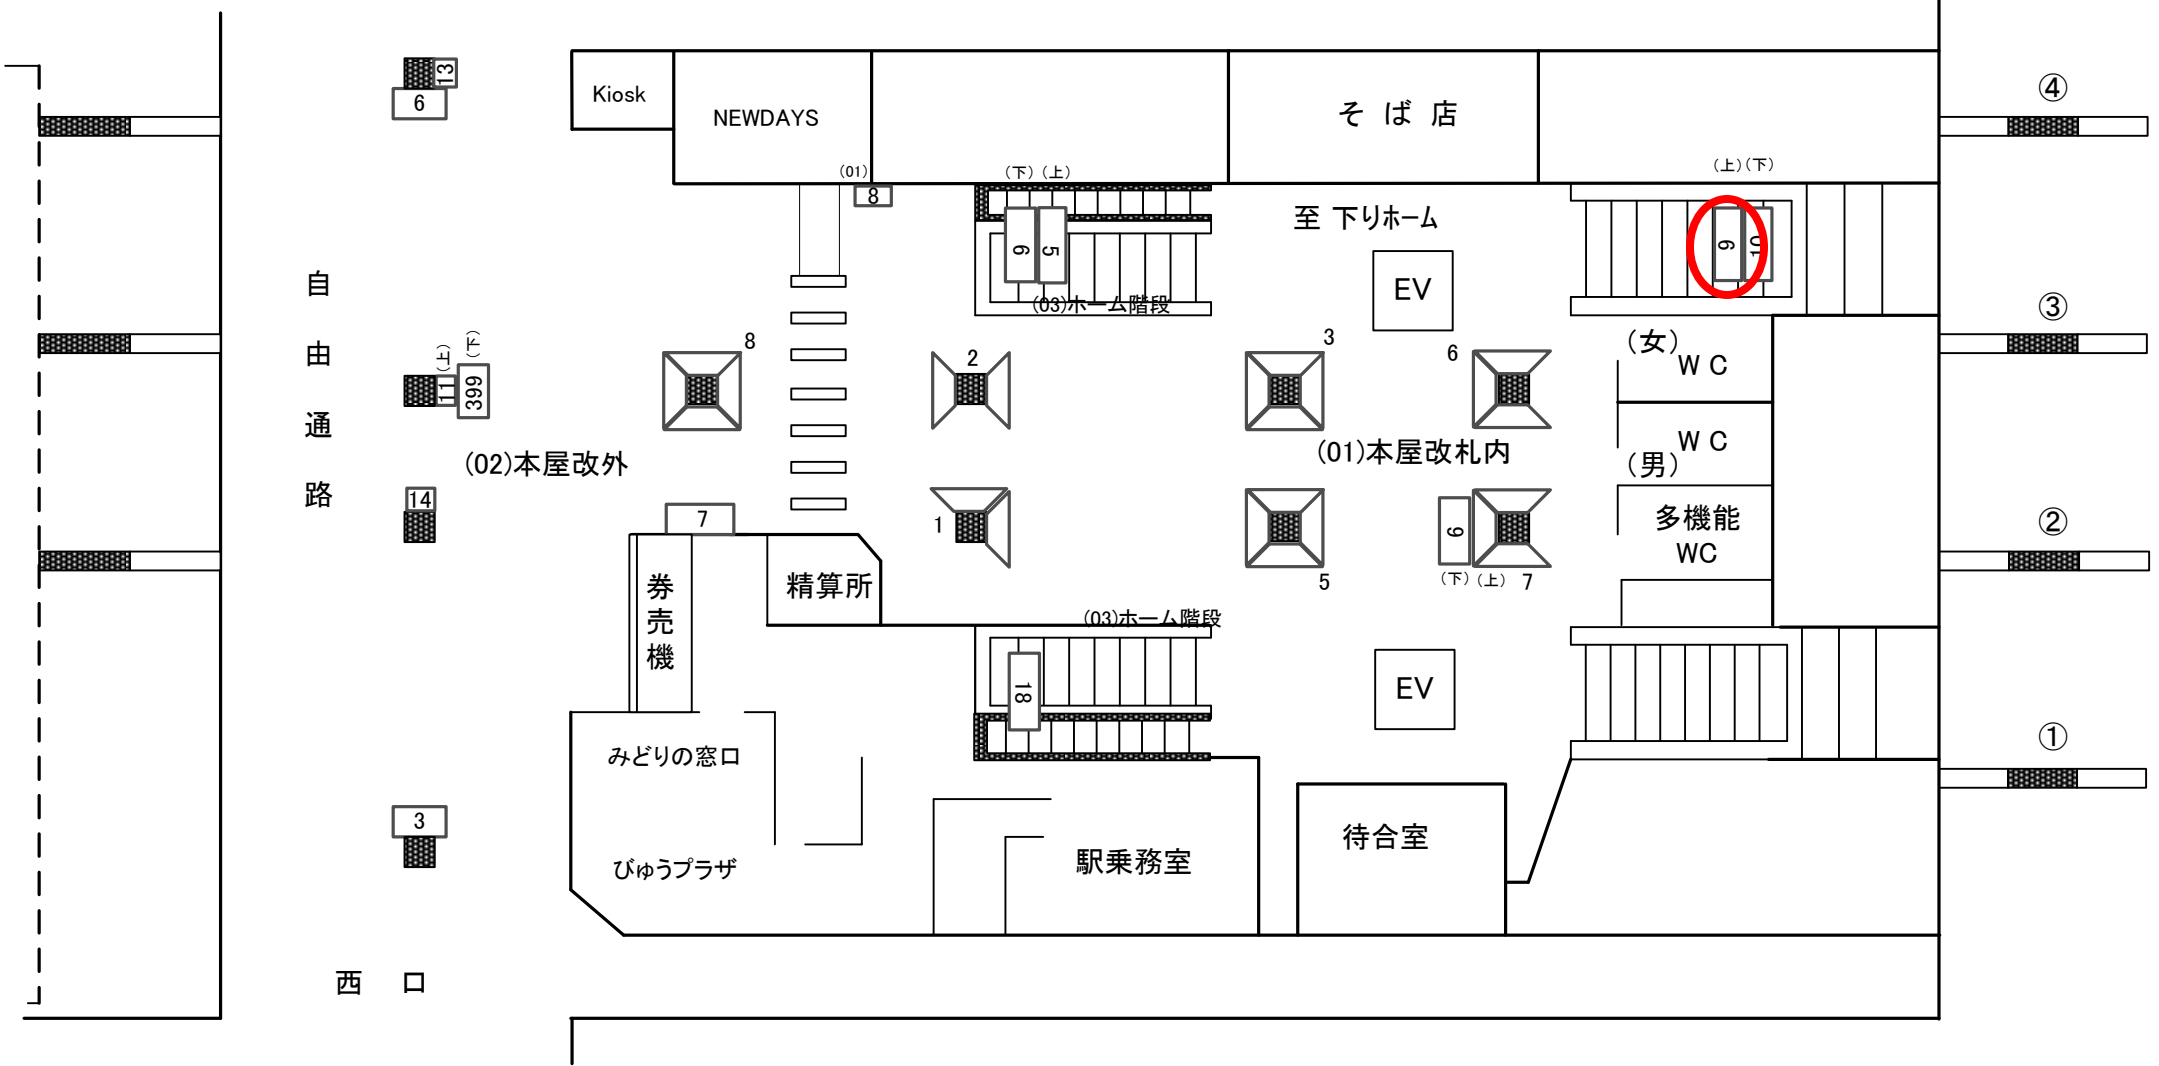 13
6
Kiosk
NEWDAYS
そば店
④
(01)
8
(下)(上)
(上)(下)
至 下りホーム
6
5
9
10
EV
(03)ホーム階段
自由通路
③
11
(上)
399
(下)
8
2
3
6
(女)
WC
(02)本屋改外
(01)本屋改札内
WC
(男)
14
7
1
5
9
(下)(上)
7
多機能
WC
②
券売機
精算所
(03)ホーム階段
18
EV
①
みどりの窓口
びゅうプラザ
3
駅乗務室
待合室
西口